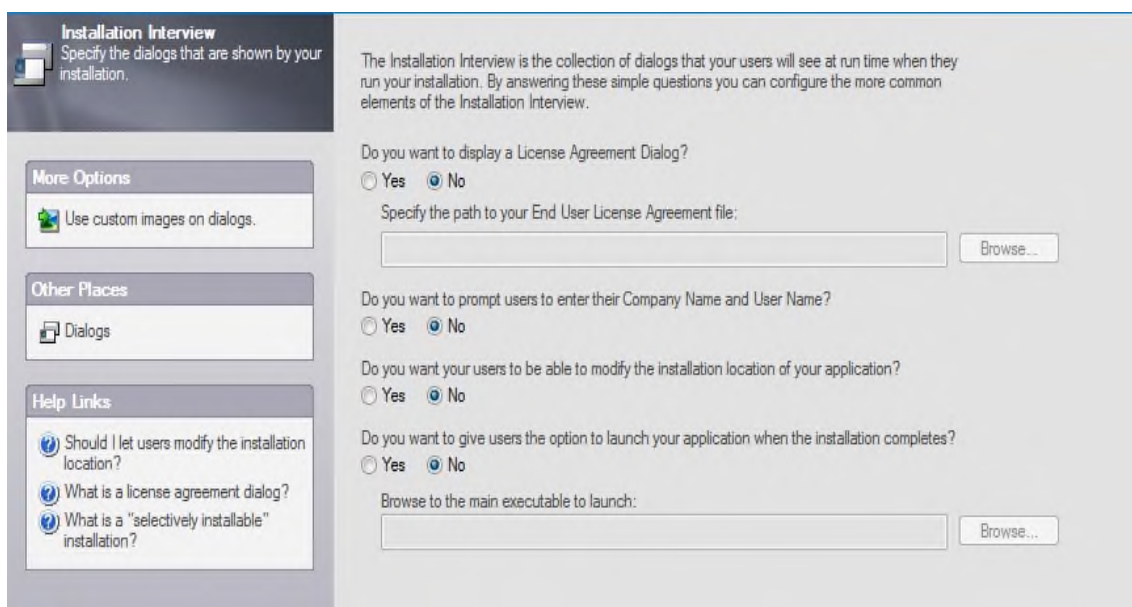 Installation Interview
Specify the dialogs that are shown by your
installation.
More Options
Use custom images on dialogs.
Other Places
Dialogs
Help Links
Should I let users modify the installation
location?
What is a license agreement dialog?
What is a "selectively installable"
installation?
The Installation Interview is the collection of dialogs that your users will see at run time when they
run your installation. By answering these simple questions you can configure the more common
elements of the Installation Interview.
Do you want to display a License Agreement Dialog?
Yes No
Specify the path to your End User License Agreement file:
Browse...
Do you want to prompt users to enter their Company Name and User Name?
Yes No
Do you want your users to be able to modify the installation location of your application?
Yes No
Do you want to give users the option to launch your application when the installation completes?
Yes No
Browse to the main executable to launch:
Browse...